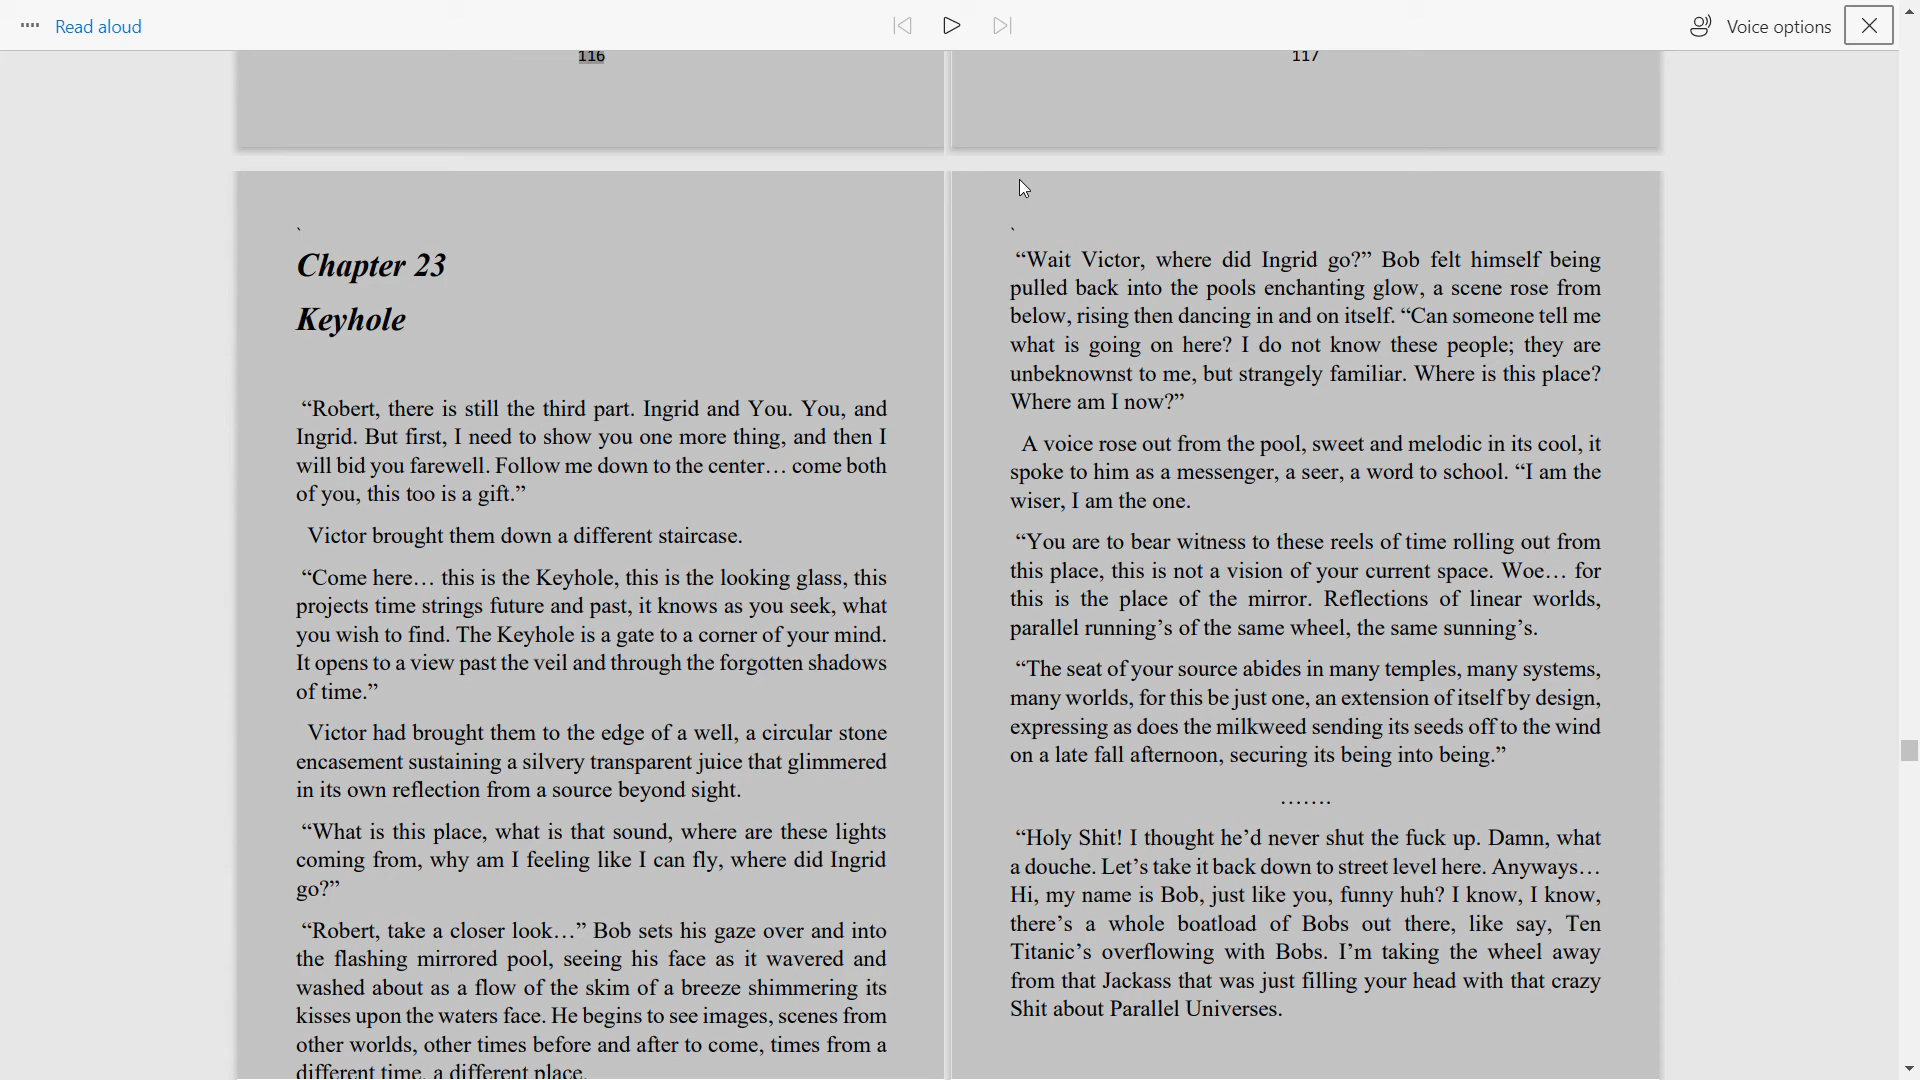 Read aloud
Voice options
116
117
`
Chapter 23
Keyhole
“Robert, there is still the third part. Ingrid and You. You, and
Ingrid. But first, I need to show you one more thing, and then I
will bid you farewell. Follow me down to the center… come both
of you, this too is a gift.”
Victor brought them down a different staircase.
“Come here… this is the Keyhole, this is the looking glass, this
projects time strings future and past, it knows as you seek, what
you wish to find. The Keyhole is a gate to a corner of your mind.
It opens to a view past the veil and through the forgotten shadows
of time.”
Victor had brought them to the edge of a well, a circular stone
encasement sustaining a silvery transparent juice that glimmered
in its own reflection from a source beyond sight.
“What is this place, what is that sound, where are these lights
coming from, why am I feeling like I can fly, where did Ingrid
go?”
“Robert, take a closer look…” Bob sets his gaze over and into
the flashing mirrored pool, seeing his face as it wavered and
washed about as a flow of the skim of a breeze shimmering its
kisses upon the waters face. He begins to see images, scenes from
other worlds, other times before and after to come, times from a
different time, a different place.
`
“Wait Victor, where did Ingrid go?” Bob felt himself being
pulled back into the pools enchanting glow, a scene rose from
below, rising then dancing in and on itself. “Can someone tell me
what is going on here? I do not know these people; they are
unbeknownst to me, but strangely familiar. Where is this place?
Where am I now?”
A voice rose out from the pool, sweet and melodic in its cool, it
spoke to him as a messenger, a seer, a word to school. “I am the
wiser, I am the one.
“You are to bear witness to these reels of time rolling out from
this place, this is not a vision of your current space. Woe… for
this is the place of the mirror. Reflections of linear worlds,
parallel running’s of the same wheel, the same sunning’s.
“The seat of your source abides in many temples, many systems,
many worlds, for this be just one, an extension of itself by design,
expressing as does the milkweed sending its seeds off to the wind
on a late fall afternoon, securing its being into being.”
.......
“Holy Shit! I thought he’d never shut the fuck up. Damn, what
a douche. Let’s take it back down to street level here. Anyways…
Hi, my name is Bob, just like you, funny huh? I know, I know,
there’s a whole boatload of Bobs out there, like say, Ten
Titanic’s overflowing with Bobs. I’m taking the wheel away
from that Jackass that was just filling your head with that crazy
Shit about Parallel Universes.